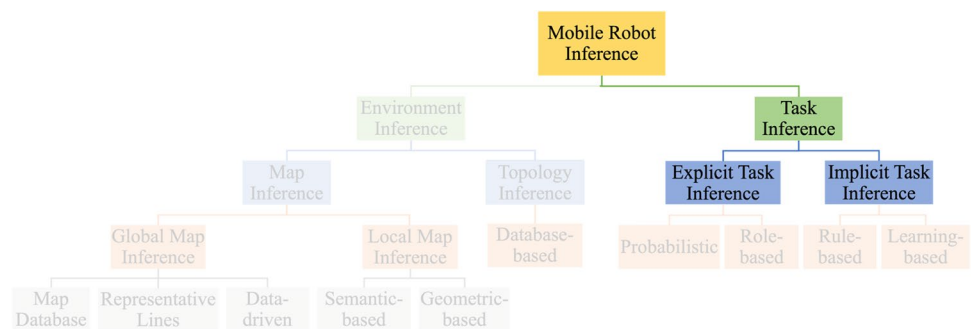 Mobile Robot
Inference
Environment
Inference
Task
Inference
Map
Inference
Topology
Inference
Explicit Task
Inference
Implicit Task
Inference
Global Map
Inference
Local Map
Inference
Database-
based
Probabilistic
Role-
based
Rule-
based
Learning-
based
Map
Database
Representative
Lines
Data-
driven
Semantic-
based
Geometric-
based